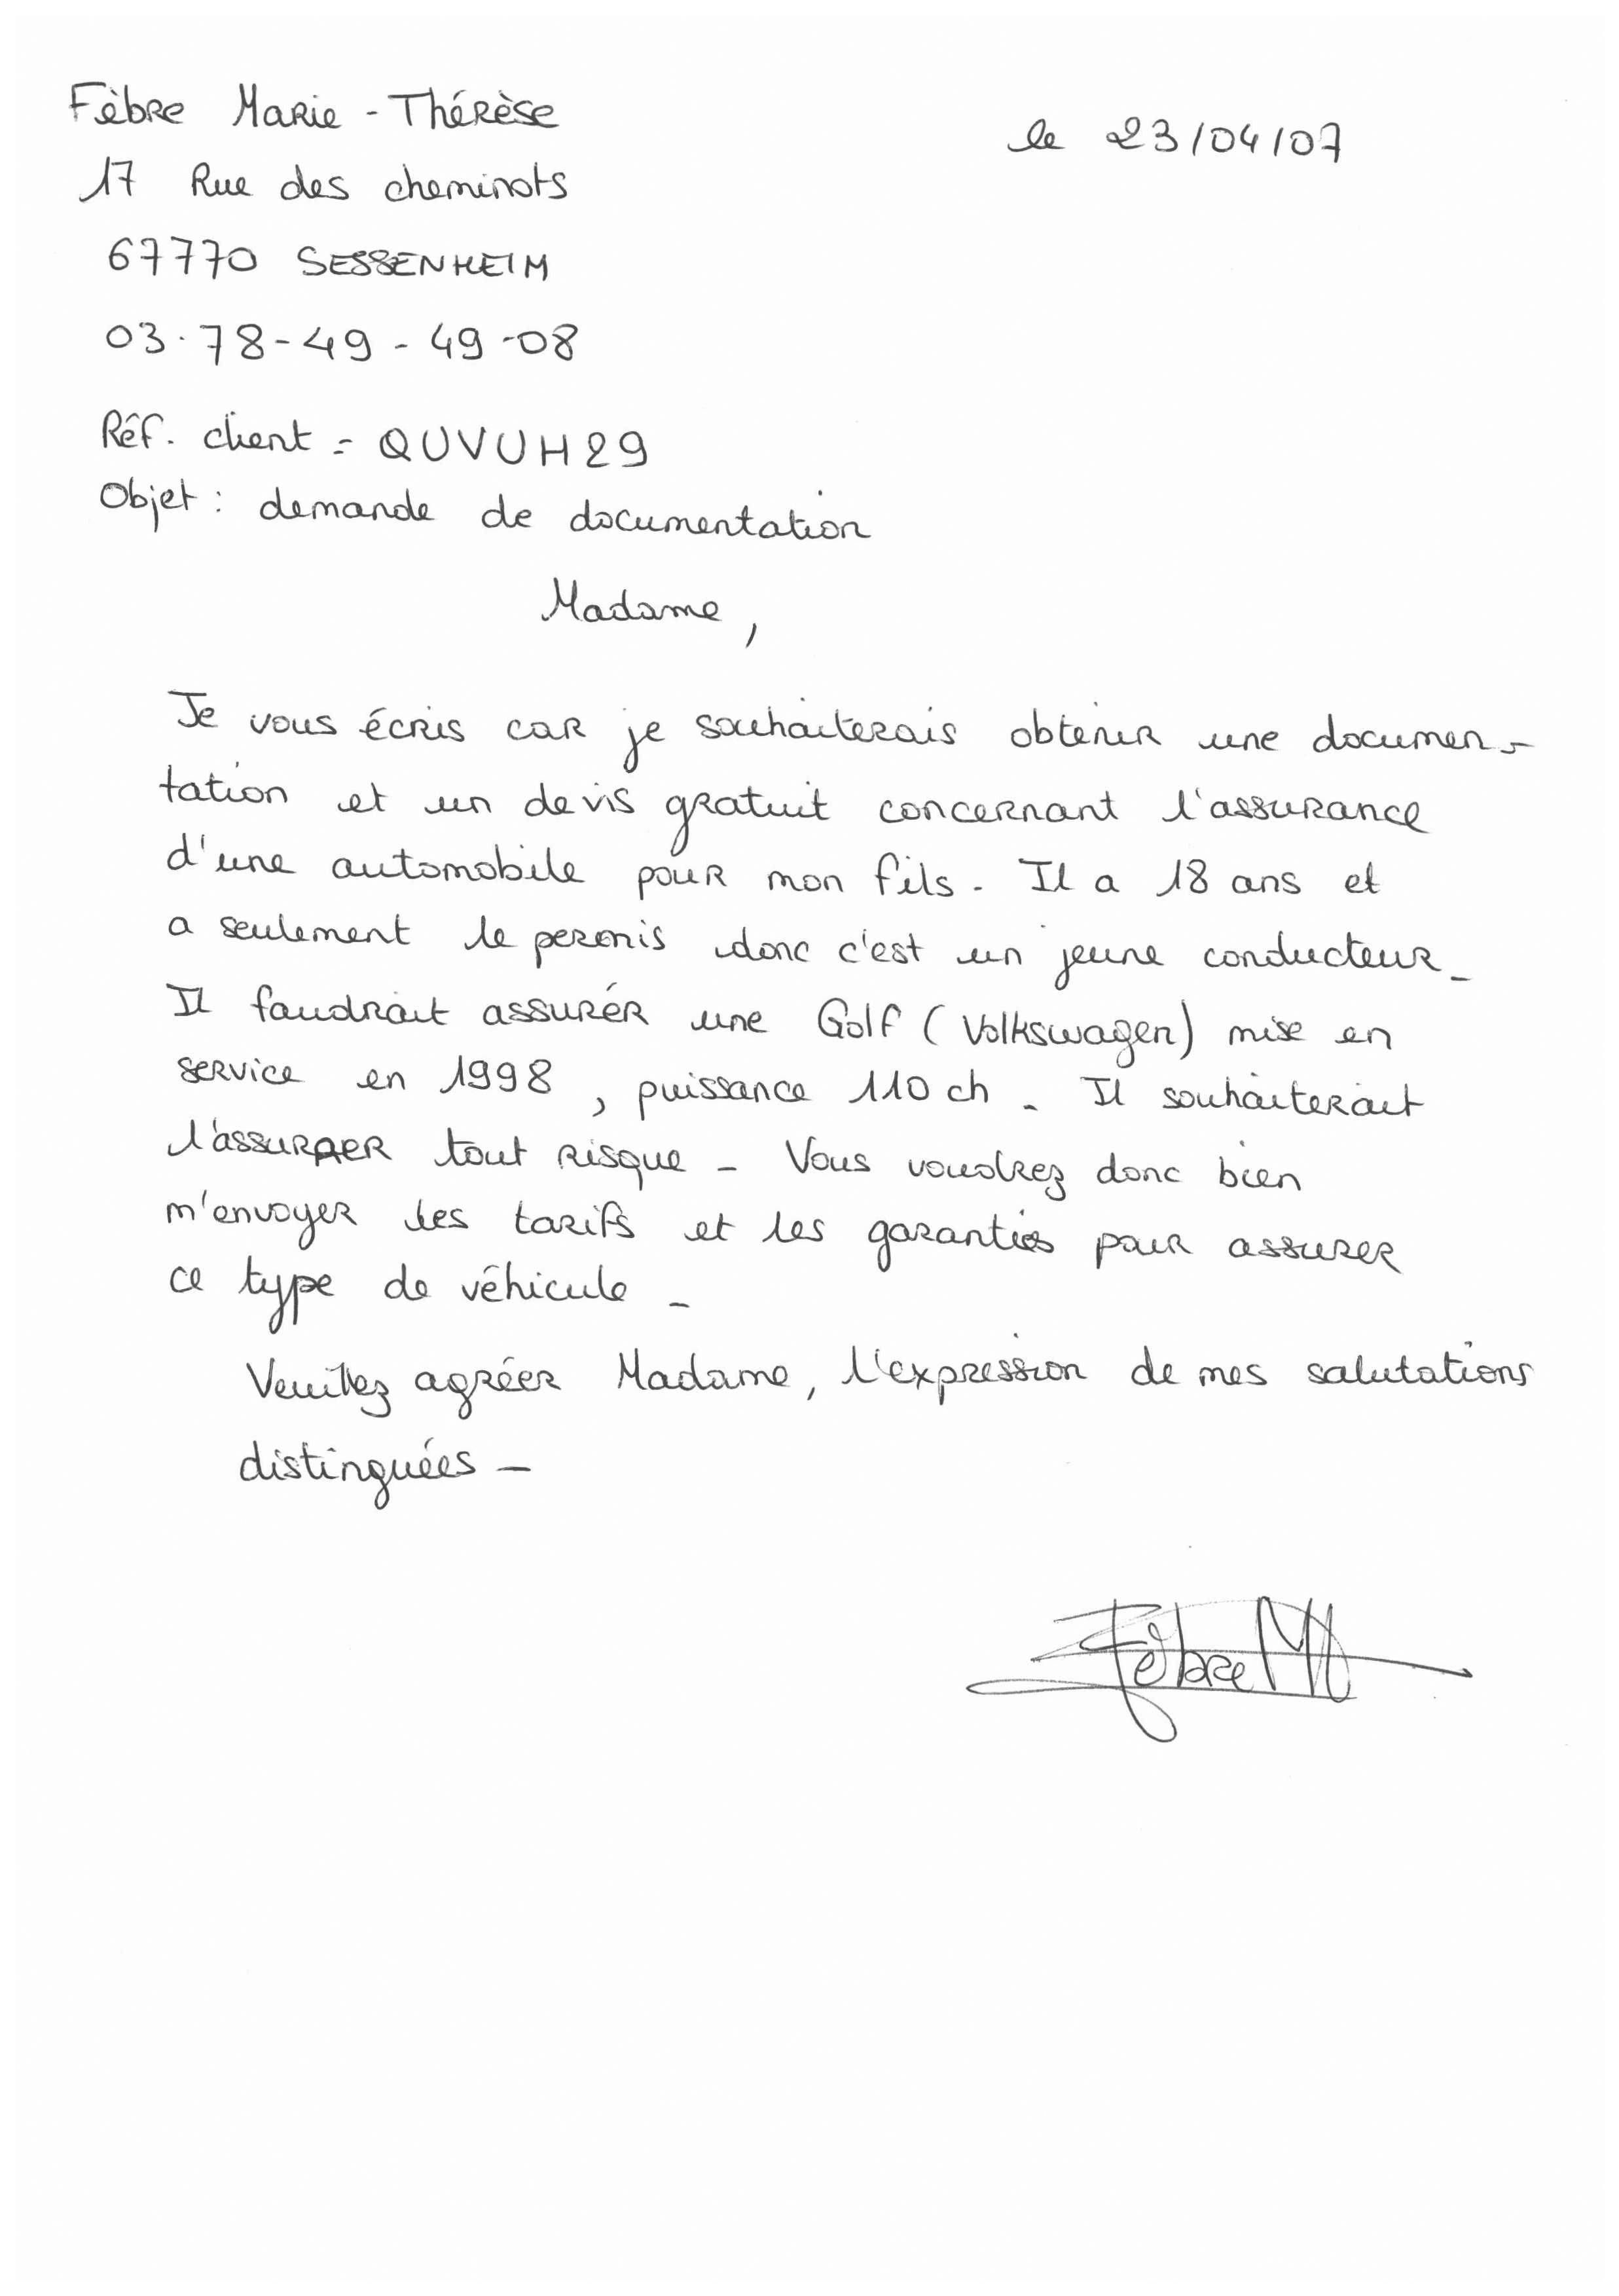 Fèbre Marie-Thérèse
le 23/04/07
17 Rue des cheminots
67770 SESSENHEIM
03.78-49-49-08
Réf. client = QUVUH29
Objet : demande de documentation
Madame,
Je vous écris car je souhaiterais obtenir une documen-
tation et un devis gratuit concernant l'assurance
d'une automobile pour mon fils. Il a 18 ans et
a seulement le permis donc c'est un jeune conducteur.
Il faudrait assurér une Golf (Volkswagen) mise en
service en 1998, puissance 110 ch. Il souhaiterait
l'assurer tout risque - Vous voudrez donc bien
m'envoyer les tarifs et les garanties pour assurer
ce type de véhicule -
Veuillez agréer Madame, l'expression de mes salutations
distinguées -
Fèbre M